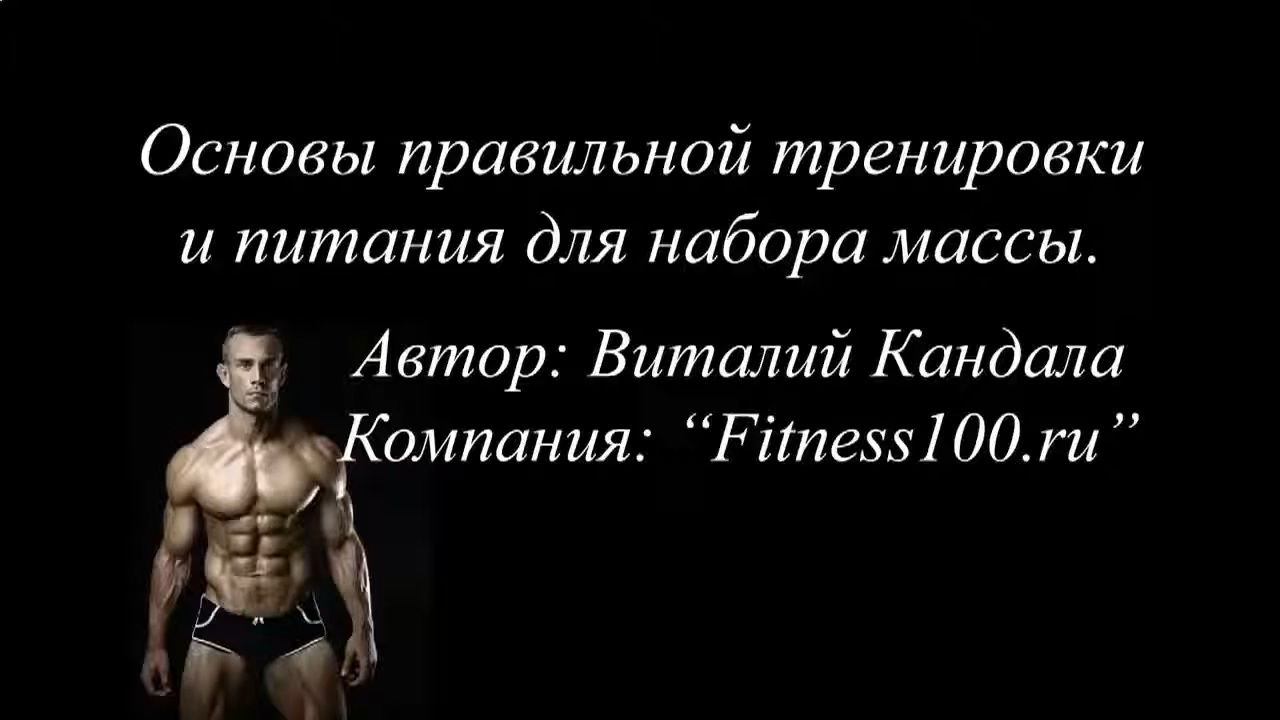 Основы правильной тренировки
и питания для набора массы.
Автор: Виталий Кандала
Компания: “Fitness100.ru”